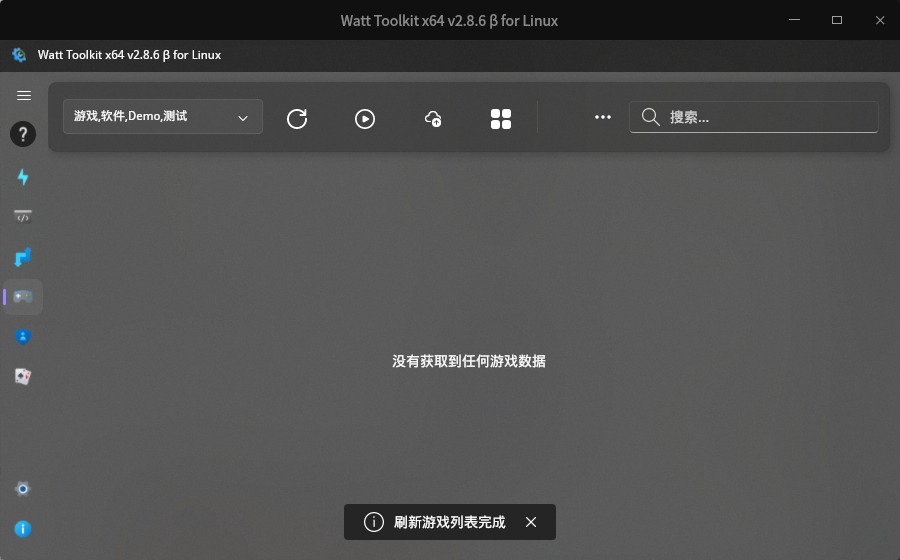 Watt Toolkit x64 v2.8.6 β for Linux
Watt Toolkit x64 v2.8.6 β for Linux
游戏,软件,Demo,测试
搜索...
没有获取到任何游戏数据
刷新游戏列表完成